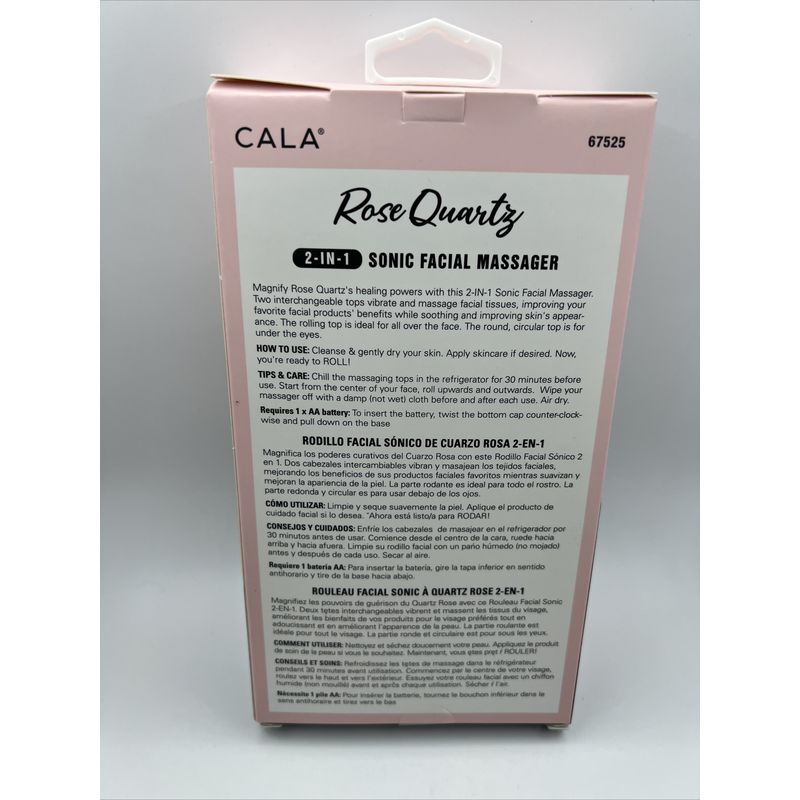 CALA®
67525
Rose Quartz
2-IN-1 SONIC FACIAL MASSAGER
Magnify Rose Quartz's healing powers with this 2-IN-1 Sonic Facial Massager.
Two interchangeable tops vibrate and massage facial tissues, improving your
favorite facial products' benefits while soothing and improving skin's appear-
ance. The rolling top is ideal for all over the face. The round, circular top is for
under the eyes.
HOW TO USE: Cleanse & gently dry your skin. Apply skincare if desired. Now,
you're ready to ROLL!
TIPS & CARE: Chill the massaging tops in the refrigerator for 30 minutes before
use. Start from the center of your face, roll upwards and outwards. Wipe your
massager off with a damp (not wet) cloth before and after each use. Air dry.
Requires 1 x AA battery: To insert the battery, twist the bottom cap counter-clock-
wise and pull down on the base
RODILLO FACIAL SÓNICO DE CUARZO ROSA 2-EN-1
Magnifica los poderes curativos del Cuarzo Rosa con este Rodillo Facial Sónico 2
en 1. Dos cabezales intercambiables vibran y masajean los tejidos faciales,
mejorando los beneficios de sus productos faciales favoritos mientras suavizan y
mejoran la apariencia de la piel. La parte rodante es ideal para todo el rostro. La
parte redonda y circular es para usar debajo de los ojos.
CÓMO UTILIZAR: Limpie y seque suavemente la piel. Aplique el producto de
cuidado facial si lo desea. "Ahora está listo/a para RODAR!
CONSEJOS Y CUIDADOS: Enfríe los cabezales de masajear en el refrigerador por
30 minutos antes de usar. Comience desde el centro de la cara, ruede hacia
arriba y hacia afuera. Limpie su rodillo facial con un paño húmedo (no mojado)
antes y después de cada uso. Secar al aire.
Requiere 1 batería AA: Para insertar la batería, gire la tapa inferior en sentido
antihorario y tire de la base hacia abajo.
ROULEAU FACIAL SONIC À QUARTZ ROSE 2-EN-1
Magnifiez les pouvoirs de guérison du Quartz Rose avec ce Rouleau Facial Sonic
2-EN-1. Deux têtes interchangeables vibrent et massent les tissus du visage,
améliorant les bienfaits de vos produits pour le visage préférés tout en
adoucissant et en améliorant l'apparence de la peau. La partie roulante est
idéale pour tout le visage. La partie ronde et circulaire est pour sous les yeux.
COMMENT UTILISER: Nettoyez et séchez doucement votre peau. Appliquez le produit
de soin de la peau si vous le souhaitez. Maintenant, vous êtes prêt / ROULER!
CONSEILS ET SOINS: Refroidissez les têtes de massage dans le réfrigérateur
pendant 30 minutes avant utilisation. Commencez par le centre de votre visage,
roulez vers le haut et vers l'extérieur. Essuyez votre rouleau facial avec un chiffon
humide (non mouillé) avant et après chaque utilisation. Sécher / l'air.
Nécessite 1 pile AA: Pour insérer la batterie, tournez le bouchon inférieur dans le
sens antihoraire et tirez vers le bas